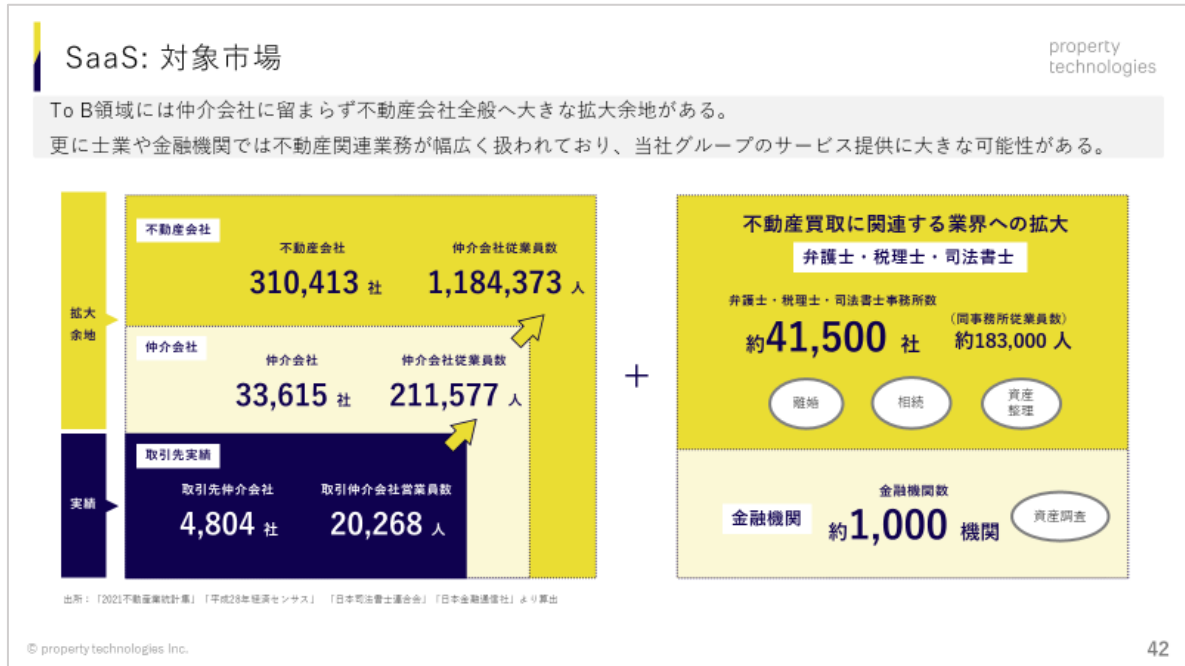 SaaS: 対象市場
property
technologies
To B領域には仲介会社に留まらず不動産会社全般へ大きな拡大余地がある。
更に士業や金融機関では不動産関連業務が幅広く扱われており、当社グループのサービス提供に大きな可能性がある。
拡大
余地
不動産会社
不動産会社 仲介会社従業員数
310,413 社 1,184,373 人
仲介会社
仲介会社 仲介会社従業員数
33,615 社 211,577 人
実績
取引先実績
取引先仲介会社 取引仲介会社営業員数
4,804 社 20,268 人
+
不動産買取に関連する業界への拡大
弁護士・税理士・司法書士
弁護士・税理士・司法書士事務所数
約41,500 社
(同事務所従業員数)
約183,000 人
離婚
相続
資産
整理
金融機関
金融機関数
約1,000 機関
資産調査
出所：「2021不動産業統計集」「平成28年経済センサス」 「日本司法書士連合会」「日本金融通信社」より算出
© property technologies Inc.
42